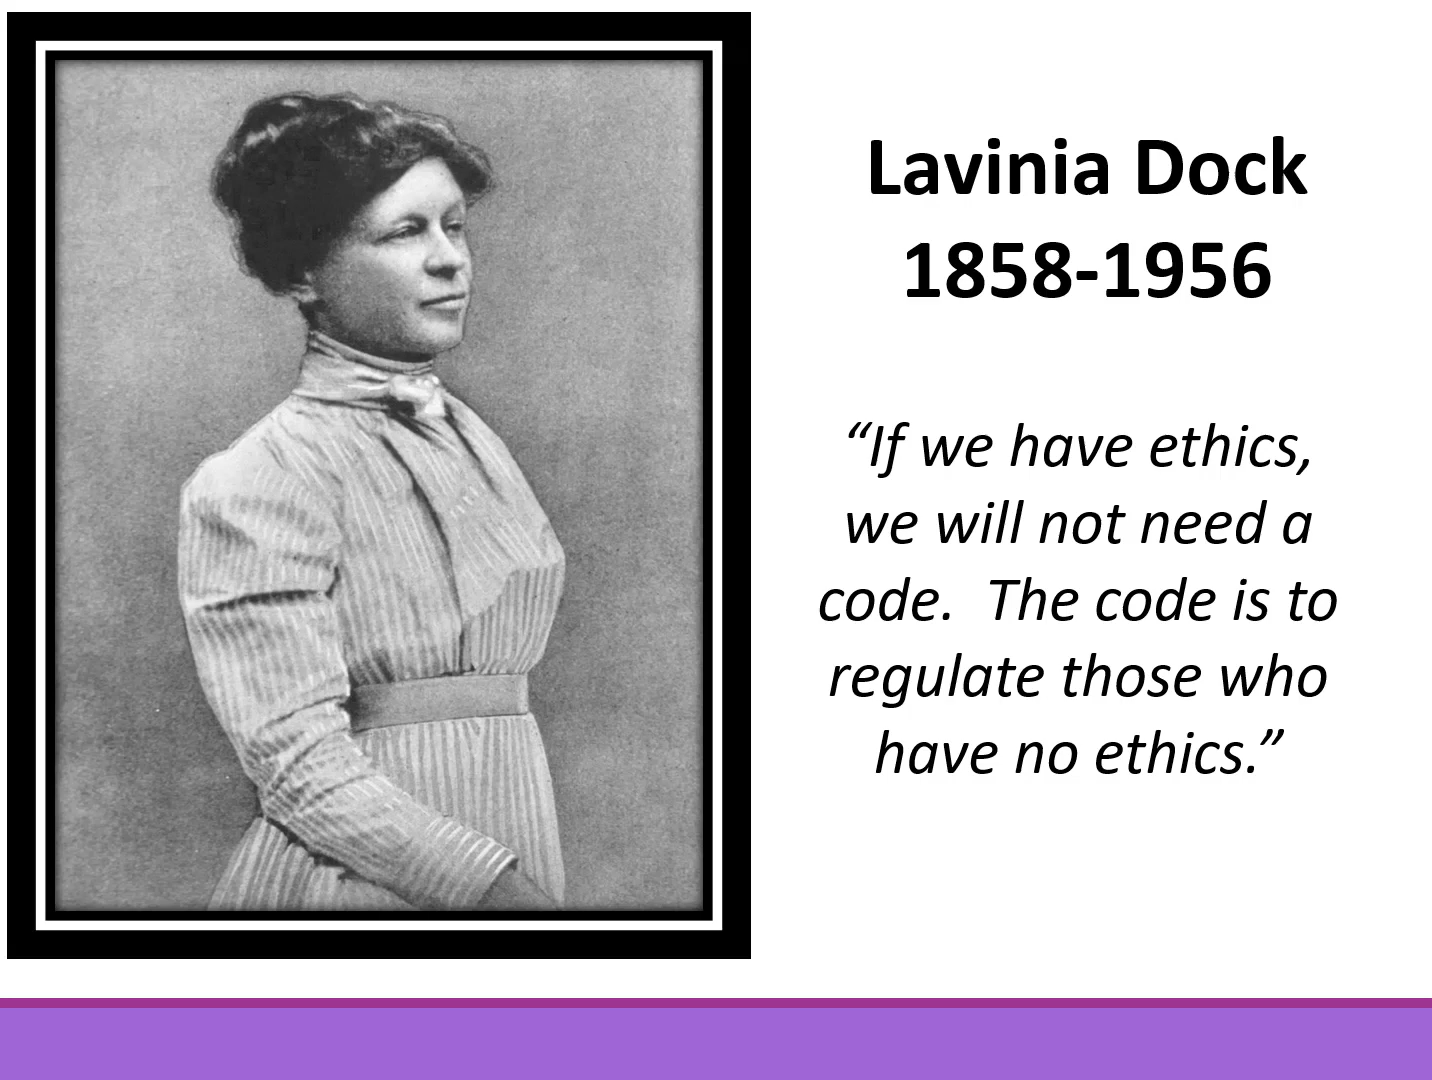 Lavinia Dock
1858-1956
“If we have ethics,
we will not need a
code.  The code is to
regulate those who
have no ethics.”